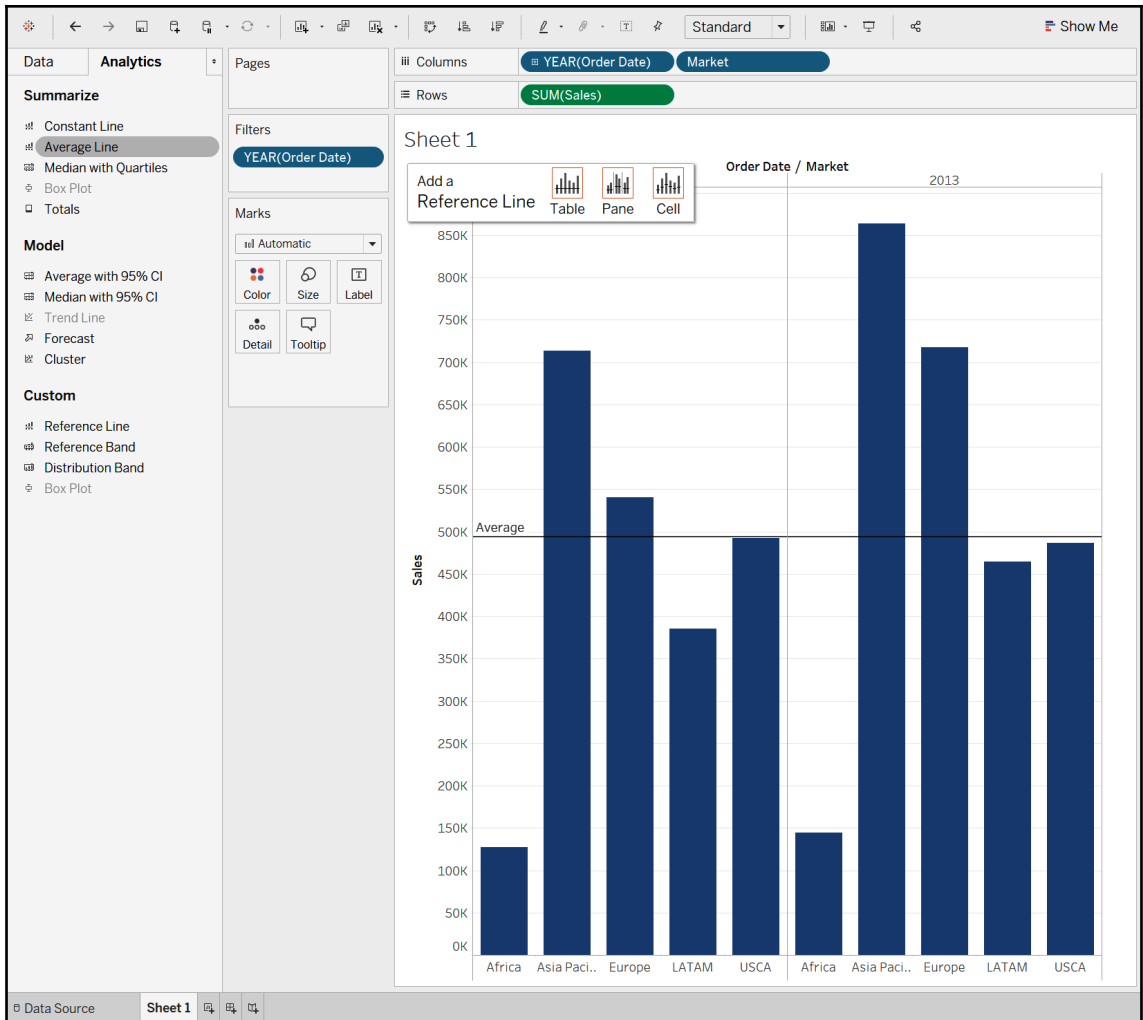 Standard
Show Me
Data
Analytics
Summarize
Constant Line
Average Line
Median with Quartiles
Box Plot
Totals
Model
Average with 95% CI
Median with 95% CI
Trend Line
Forecast
Cluster
Custom
Reference Line
Reference Band
Distribution Band
Box Plot
Pages
Filters
YEAR(Order Date)
Marks
Automatic
Color Size Label
Detail Tooltip
Columns YEAR(Order Date) Market
Rows SUM(Sales)
Sheet 1
Order Date / Market
Add a
Reference Line
Table Pane Cell
2013
850K
800K
750K
700K
650K
600K
550K
500K
450K
400K
350K
300K
250K
200K
150K
100K
50K
0K
Sales
Average
Africa Asia Paci.. Europe LATAM USCA Africa Asia Paci.. Europe LATAM USCA
Data Source Sheet 1